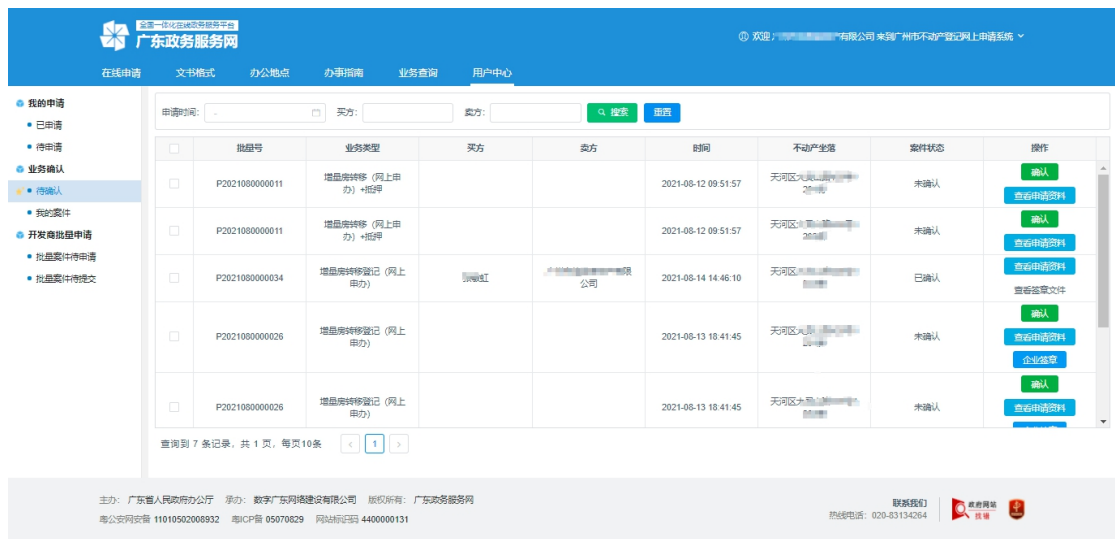 全国一体化在线政务服务平台
广东政务服务网
欢迎 有限公司 来到广州市不动产登记网上申请系统
在线申请 文书格式 办公地点 办事指南 业务查询 用户中心
我的申请
已申请
待申请
业务确认
待确认
我的案件
开发商批量申请
批量案件待申请
批量案件待提交
申请时间: - 买方: 卖方: 搜索 重置
批量号 业务类型 买方 卖方 时间 不动产坐落 案件状态 操作
P2021080000011 增量房转移（网上申办）+抵押 2021-08-12 09:51:57 天河区 未确认 确认 查看申请资料
P2021080000011 增量房转移（网上申办）+抵押 2021-08-12 09:51:57 天河区 未确认 确认 查看申请资料
P2021080000034 增量房转移登记（网上申办） 虹 公司 2021-08-14 14:46:10 天河区 已确认 查看申请资料 查看签章文件
P2021080000026 增量房转移登记（网上申办） 2021-08-13 18:41:45 天河区 未确认 确认 查看申请资料 企业签章
P2021080000026 增量房转移登记（网上申办） 2021-08-13 18:41:45 天河区 未确认 确认 查看申请资料
查询到 7 条记录，共 1 页，每页10条 < 1 >
主办: 广东省人民政府办公厅 承办: 数字广东网络建设有限公司 版权所有: 广东政务服务网
粤公安网安备 11010502008932 粤ICP备 05070829 网站标识码 4400000131
联系我们
热线电话: 020-83134264
政府网站
找错